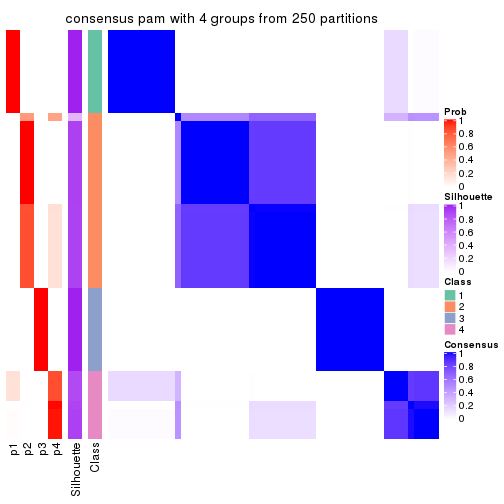 consensus pam with 4 groups from 250 partitions
Prob
1
0.8
0.6
0.4
0.2
0
Silhouette
1
0.8
0.6
0.4
0.2
0
Class
1
2
3
4
Consensus
1
0.8
0.6
0.4
0.2
0
p1
p2
p3
p4
Silhouette
Class